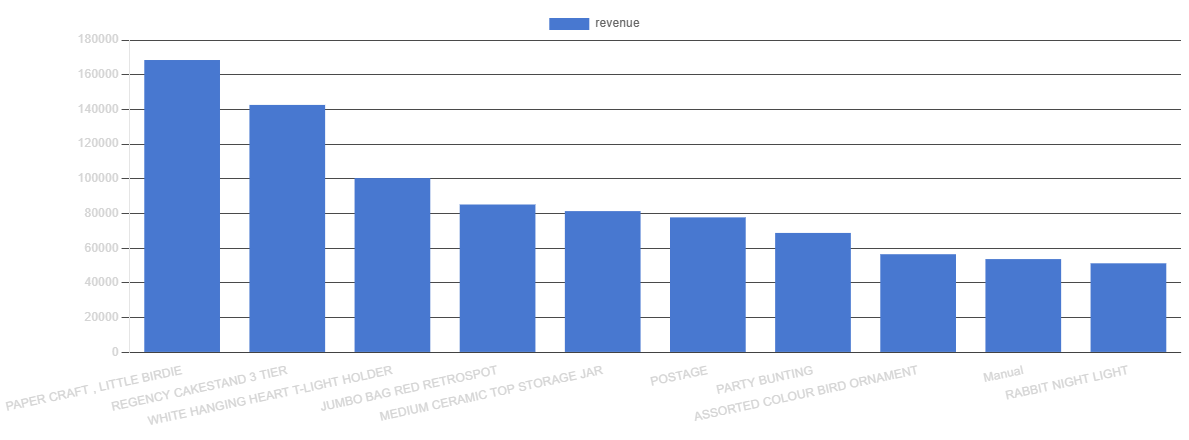 revenue
180000
160000
140000
120000
100000
80000
60000
40000
20000
0
PAPER CRAFT , LITTLE BIRDIE
REGENCY CAKESTAND 3 TIER
WHITE HANGING HEART T-LIGHT HOLDER
JUMBO BAG RED RETROSPOT
MEDIUM CERAMIC TOP STORAGE JAR
POSTAGE
PARTY BUNTING
ASSORTED COLOUR BIRD ORNAMENT
Manual
RABBIT NIGHT LIGHT